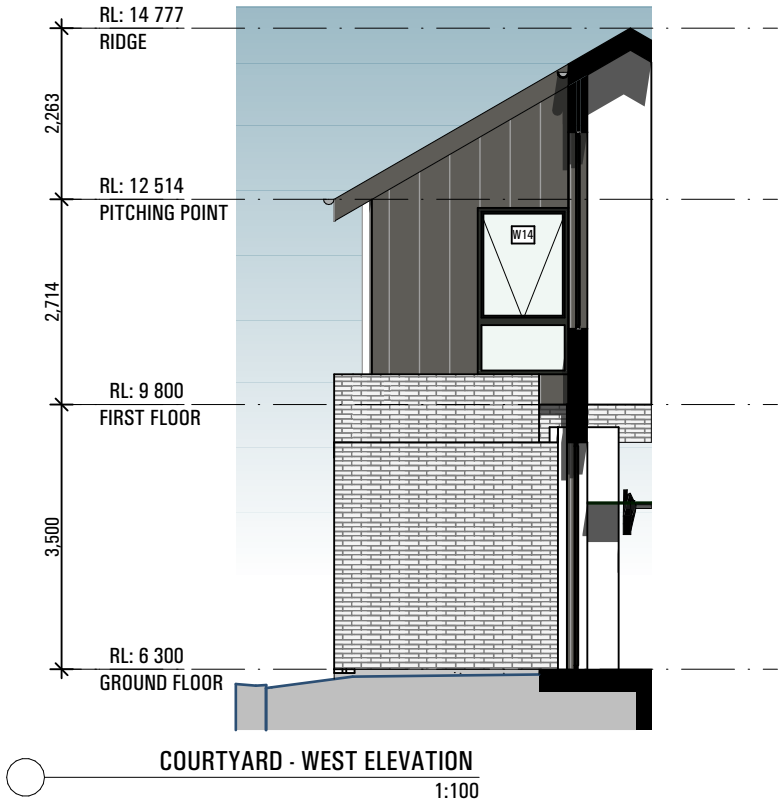 RL: 14 777
RIDGE
2,263
RL: 12 514
PITCHING POINT
W14
2,714
RL: 9 800
FIRST FLOOR
3,500
RL: 6 300
GROUND FLOOR
COURTYARD - WEST ELEVATION
1:100